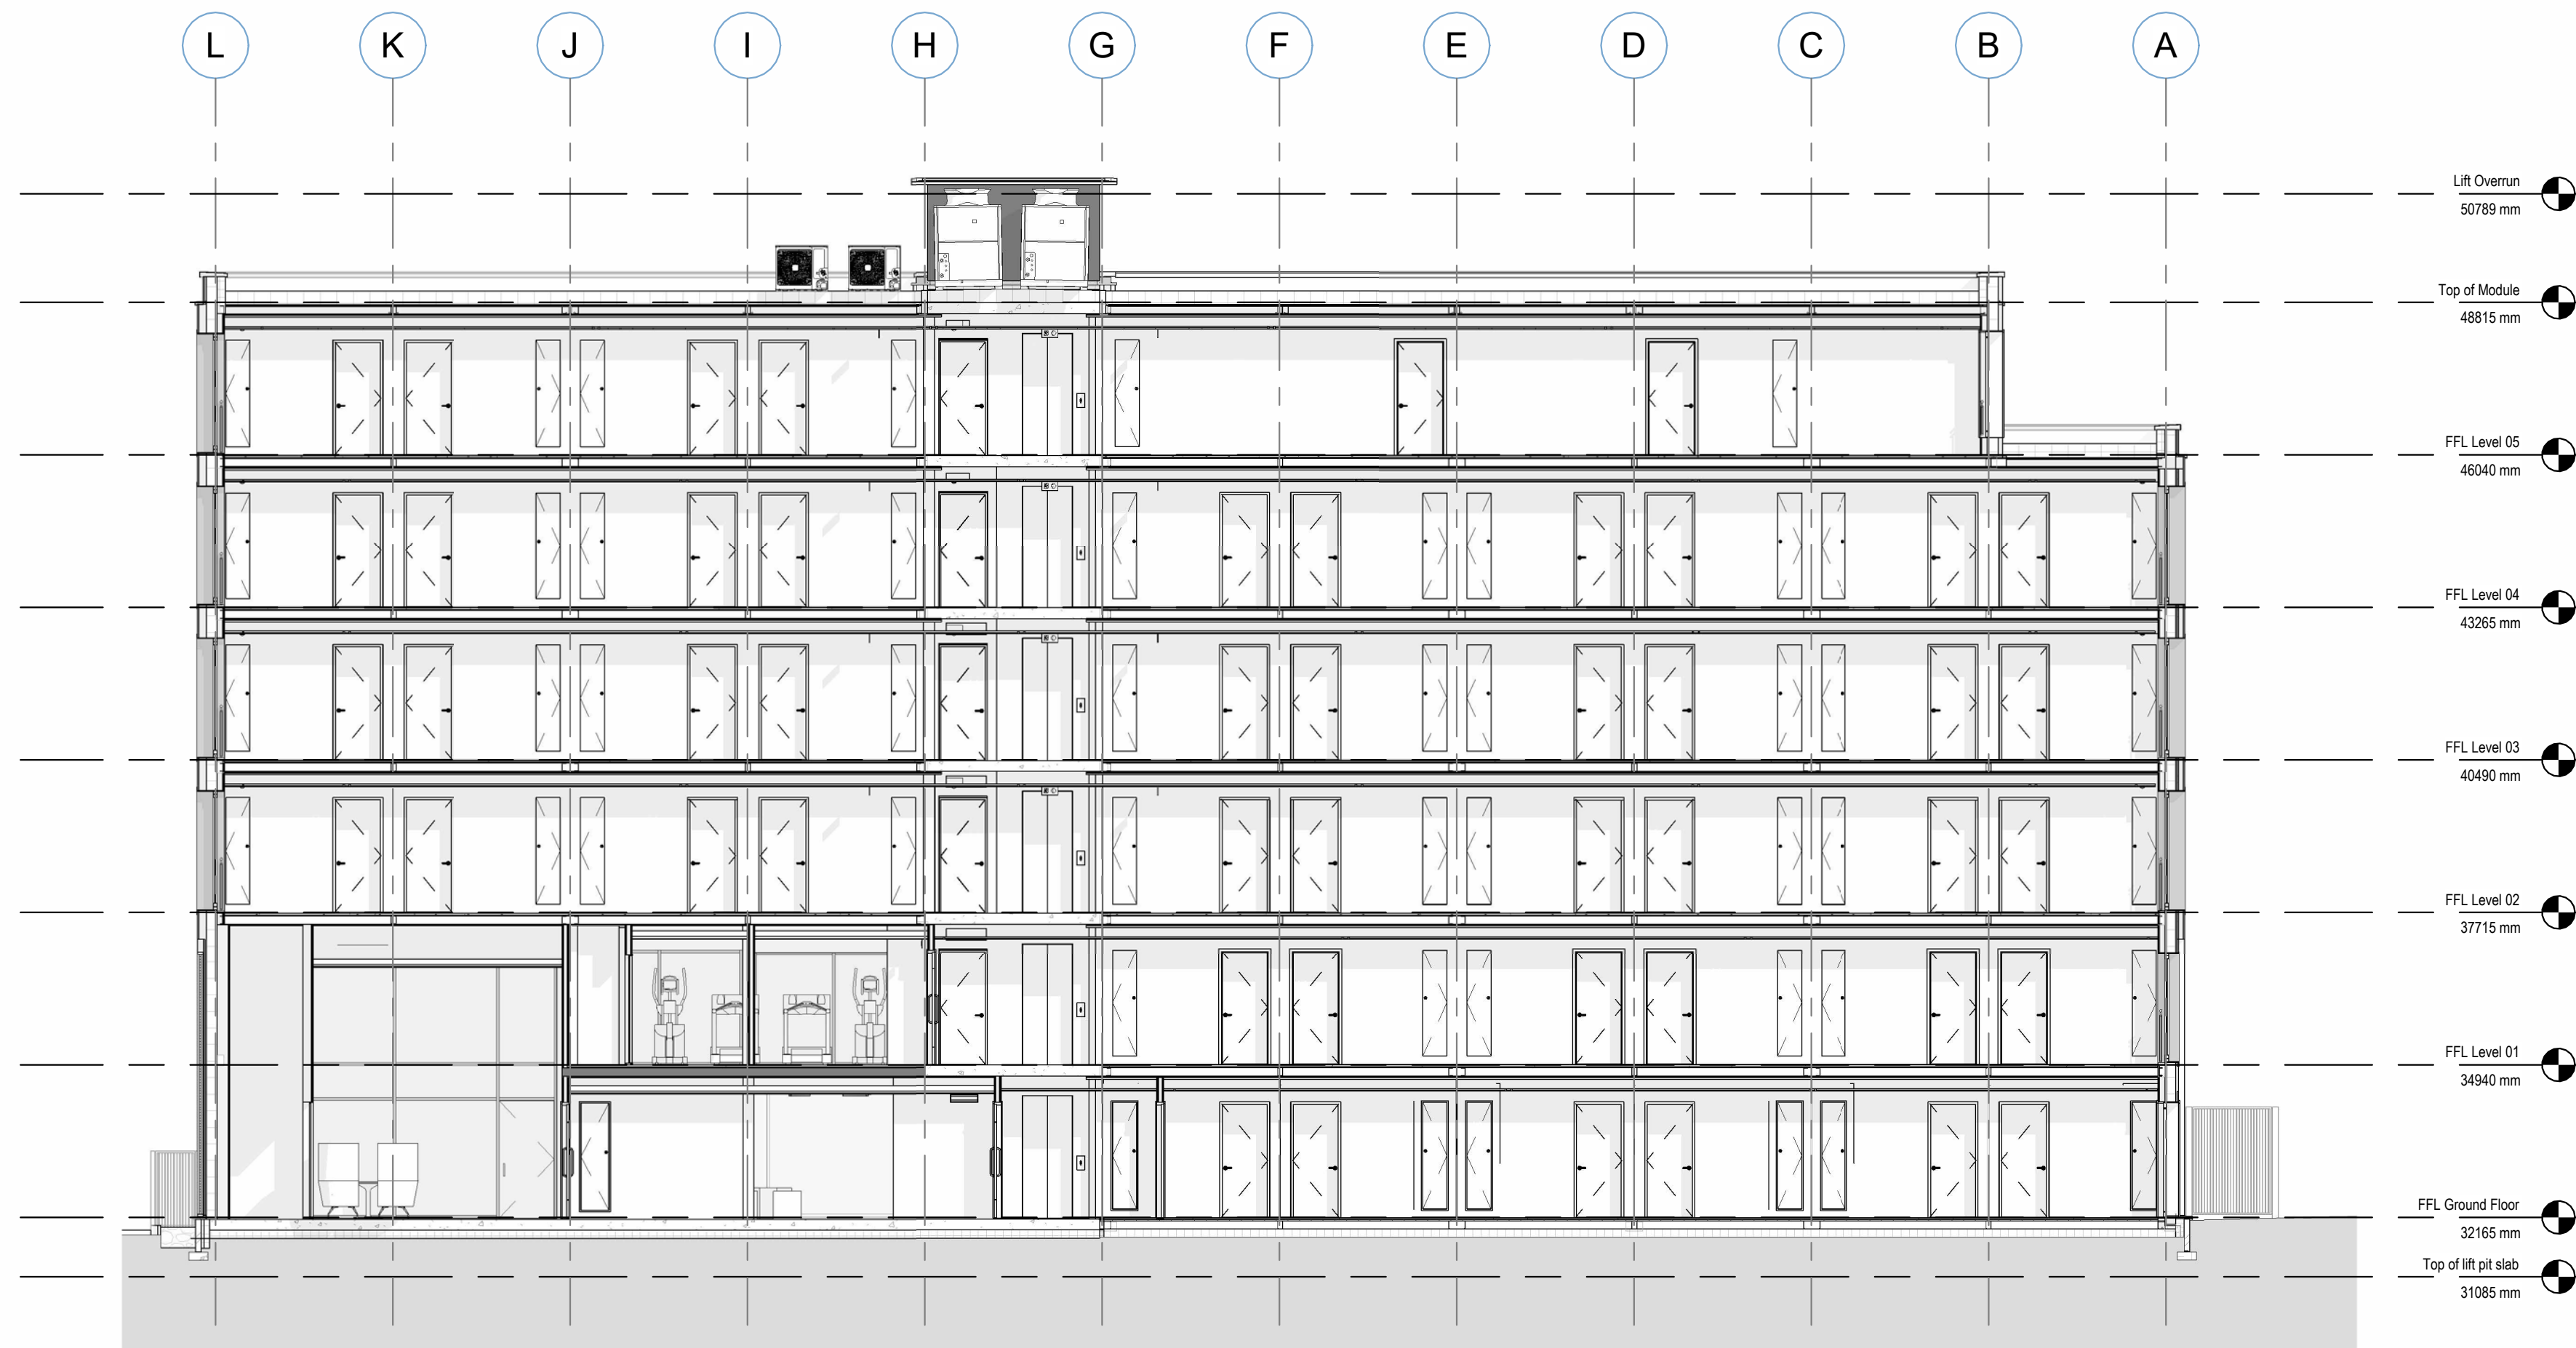 L K J I H G F E D C B A
Lift Overrun
50789 mm
Top of Module
48815 mm
FFL Level 05
46040 mm
FFL Level 04
43265 mm
FFL Level 03
40490 mm
FFL Level 02
37715 mm
FFL Level 01
34940 mm
FFL Ground Floor
32165 mm
Top of lift pit slab
31085 mm